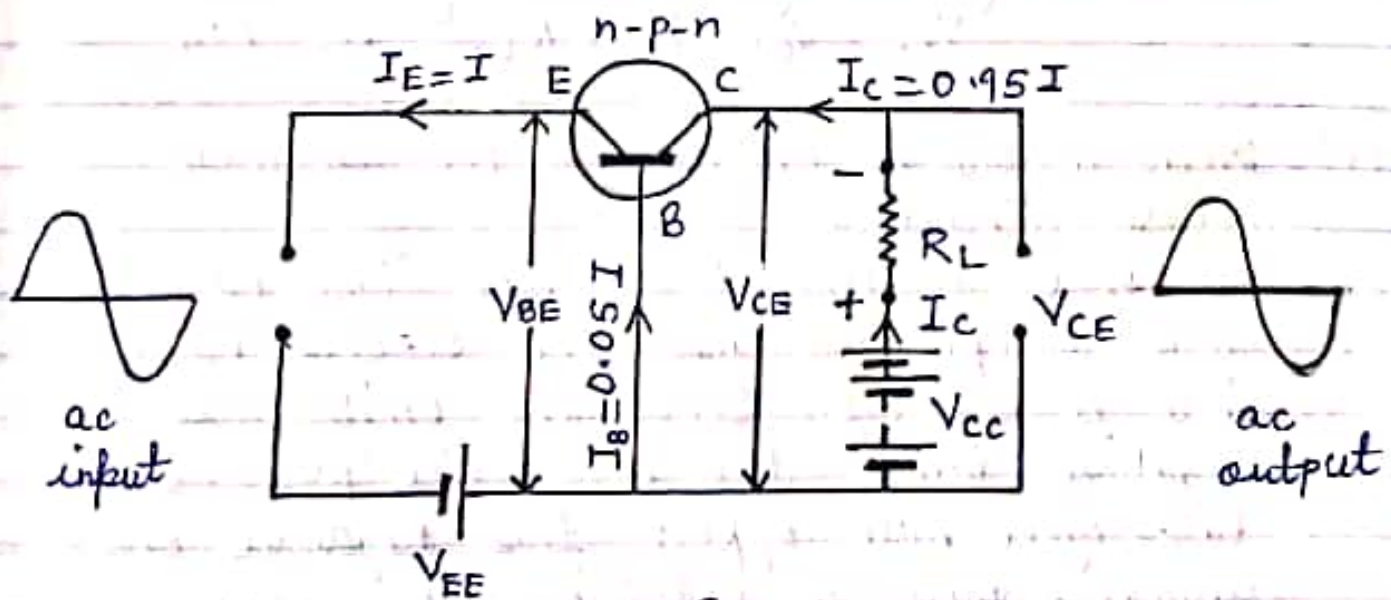 n-p-n
I_E = I E C I_C = 0.95 I
B
-
R_L
+ I_C
V_BE V_CE V_CE
I_B = 0.05 I
V_CC
ac
input
ac
output
V_EE